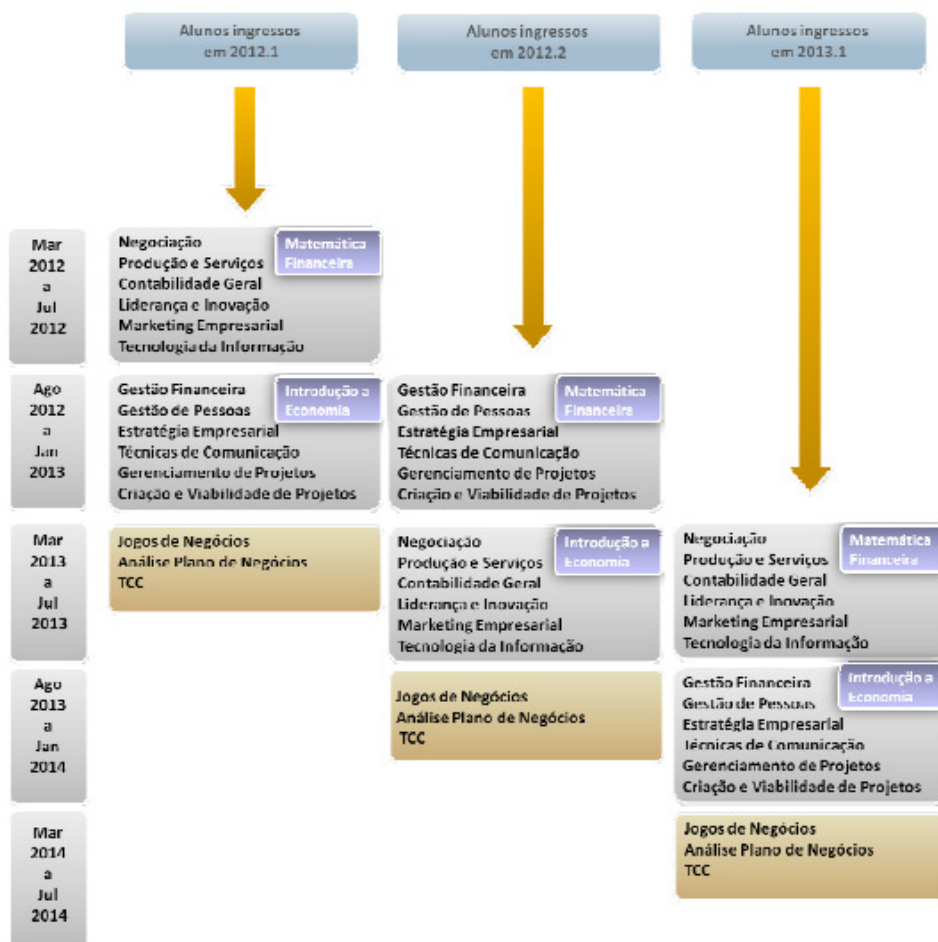 Alunos ingressos
em 2012.1
Alunos ingressos
em 2012.2
Alunos ingressos
em 2013.1
Mar
2012
a
Jul
2012
Negociação
Produção e Serviços
Contabilidade Geral
Liderança e Inovação
Marketing Empresarial
Tecnologia da Informação
Matemática
Financeira
Ago
2012
a
Jan
2013
Gestão Financeira
Gestão de Pessoas
Estratégia Empresarial
Técnicas de Comunicação
Gerenciamento de Projetos
Criação e Viabilidade de Projetos
Introdução a
Economia
Gestão Financeira
Gestão de Pessoas
Estratégia Empresarial
Técnicas de Comunicação
Gerenciamento de Projetos
Criação e Viabilidade de Projetos
Matemática
Financeira
Mar
2013
a
Jul
2013
Jogos de Negócios
Análise Plano de Negócios
TCC
Negociação
Produção e Serviços
Contabilidade Geral
Liderança e Inovação
Marketing Empresarial
Tecnologia da Informação
Introdução a
Economia
Negociação
Produção e Serviços
Contabilidade Geral
Liderança e Inovação
Marketing Empresarial
Tecnologia da Informação
Matemática
Financeira
Ago
2013
a
Jan
2014
Jogos de Negócios
Análise Plano de Negócios
TCC
Gestão Financeira
Gestão de Pessoas
Estratégia Empresarial
Técnicas de Comunicação
Gerenciamento de Projetos
Criação e Viabilidade de Projetos
Introdução a
Economia
Mar
2014
a
Jul
2014
Jogos de Negócios
Análise Plano de Negócios
TCC